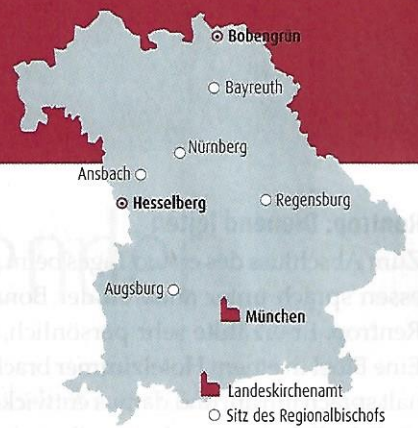 Bobengrün
Bayreuth
Nürnberg
Ansbach
Hesselberg
Regensburg
Augsburg
München
Landeskirchenamt
Sitz des Regionalbischofs